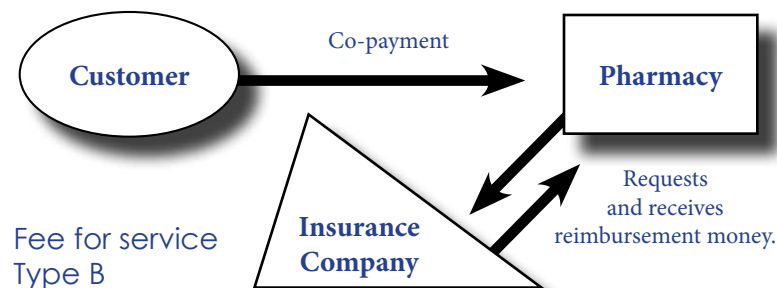 Co-payment
Customer
Pharmacy
Requests
and receives
reimbursement money.
Insurance
Company
Fee for service
Type B